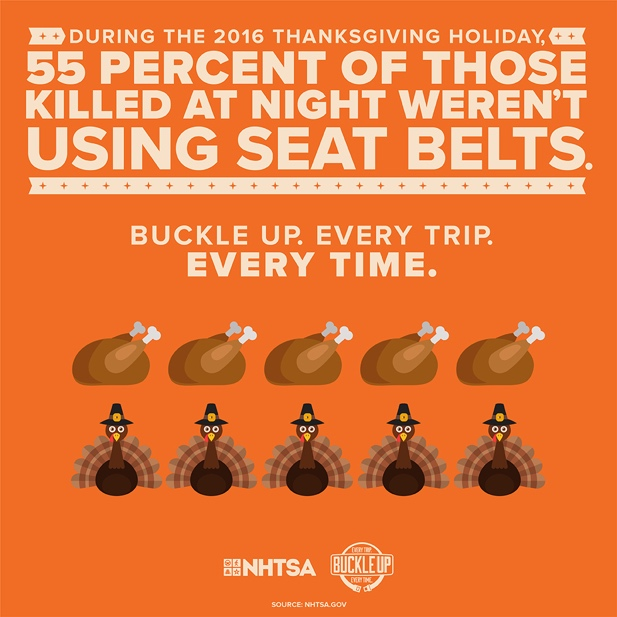 DURING THE 2016 THANKSGIVING HOLIDAY,
55 PERCENT OF THOSE
KILLED AT NIGHT WEREN'T
USING SEAT BELTS.
BUCKLE UP. EVERY TRIP.
EVERY TIME.
NHTSA
EVERY TRIP.
BUCKLE UP
EVERY TIME.
SOURCE: NHTSA.GOV